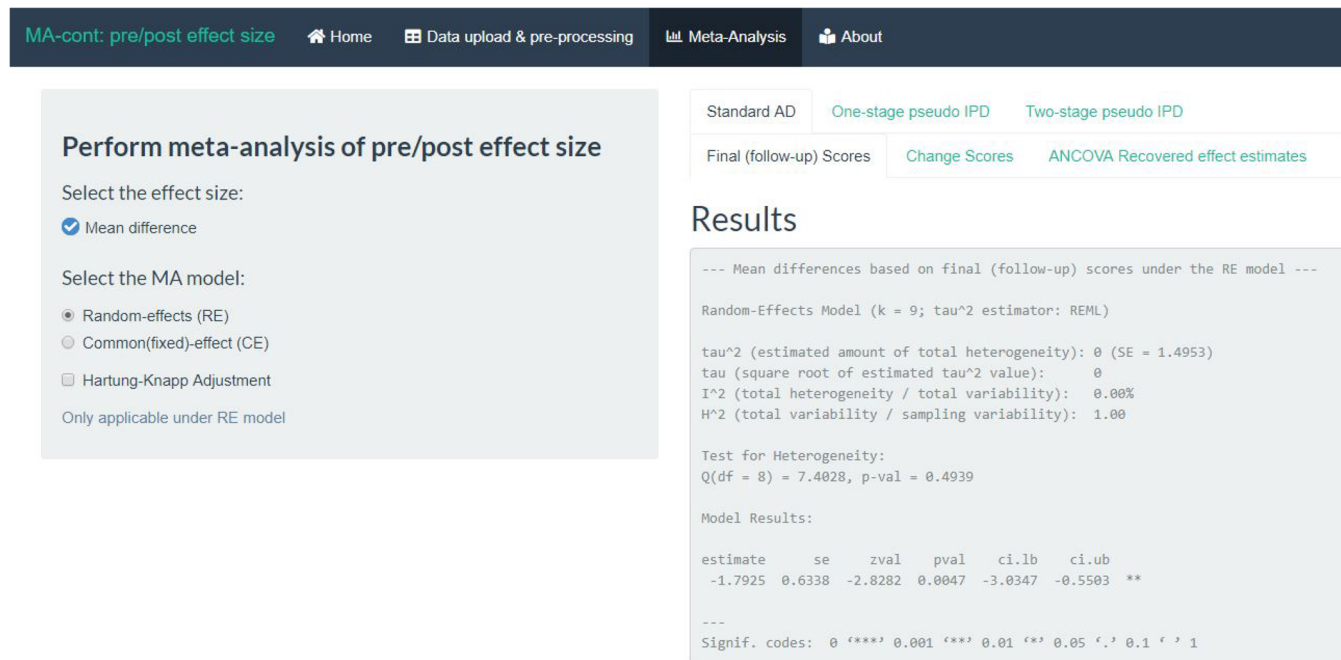 MA-cont: pre/post effect size Home Data upload & pre-processing Meta-Analysis About
Perform meta-analysis of pre/post effect size
Select the effect size:
Mean difference
Select the MA model:
Random-effects (RE)
Common(fixed)-effect (CE)
Hartung-Knapp Adjustment
Only applicable under RE model
Standard AD One-stage pseudo IPD Two-stage pseudo IPD
Final (follow-up) Scores Change Scores ANCOVA Recovered effect estimates
Results
--- Mean differences based on final (follow-up) scores under the RE model ---
Random-Effects Model (k = 9; tau^2 estimator: REML)
tau^2 (estimated amount of total heterogeneity): 0 (SE = 1.4953)
tau (square root of estimated tau^2 value): 0
I^2 (total heterogeneity / total variability): 0.00%
H^2 (total variability / sampling variability): 1.00
Test for Heterogeneity:
Q(df = 8) = 7.4028, p-val = 0.4939
Model Results:
estimate se zval pval ci.lb ci.ub
-1.7925 0.6338 -2.8282 0.0047 -3.0347 -0.5503 **
---
Signif. codes: 0 ‘***’ 0.001 ‘**’ 0.01 ‘*’ 0.05 ‘.’ 0.1 ‘ ’ 1